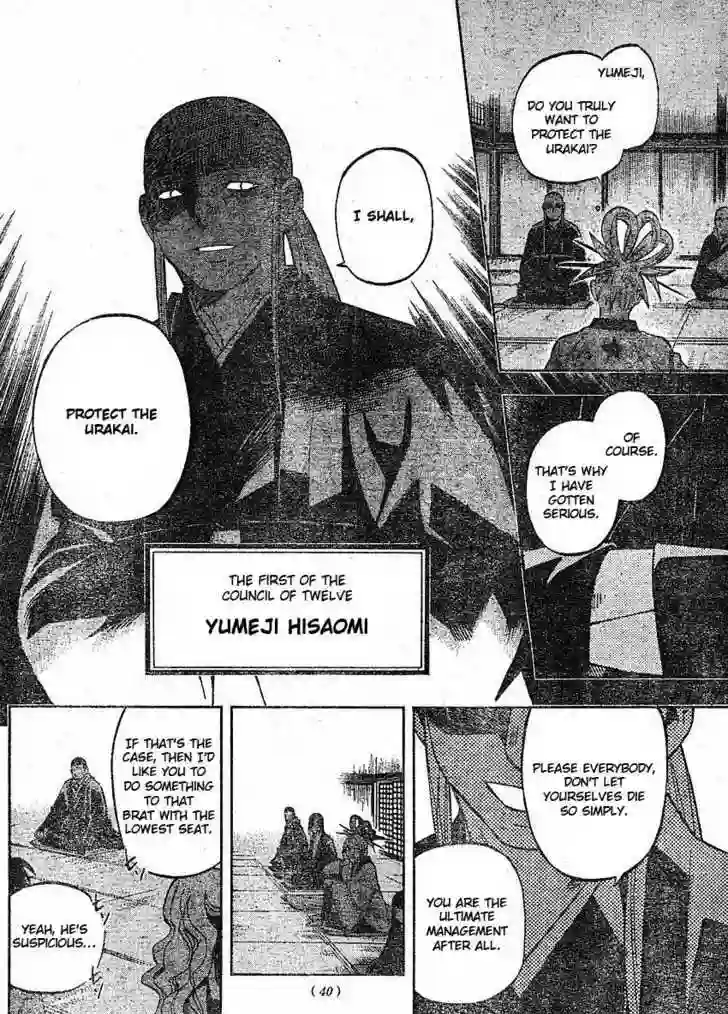 YUMEJI,
DO YOU TRULY
WANT TO
PROTECT THE
URAKAI?
OF
COURSE.
THAT'S WHY
I HAVE
GOTTEN
SERIOUS.
I SHALL,
PROTECT THE
URAKAI.
THE FIRST OF THE
COUNCIL OF TWELVE
YUMEJI HISAOMI
PLEASE EVERYBODY,
DON'T LET
YOURSELVES DIE
SO SIMPLY.
YOU ARE THE
ULTIMATE
MANAGEMENT
AFTER ALL.
IF THAT'S THE
CASE, THEN I'D
LIKE YOU TO
DO SOMETHING
TO THAT
BRAT WITH THE
LOWEST SEAT.
YEAH, HE'S
SUSPICIOUS...
(40)